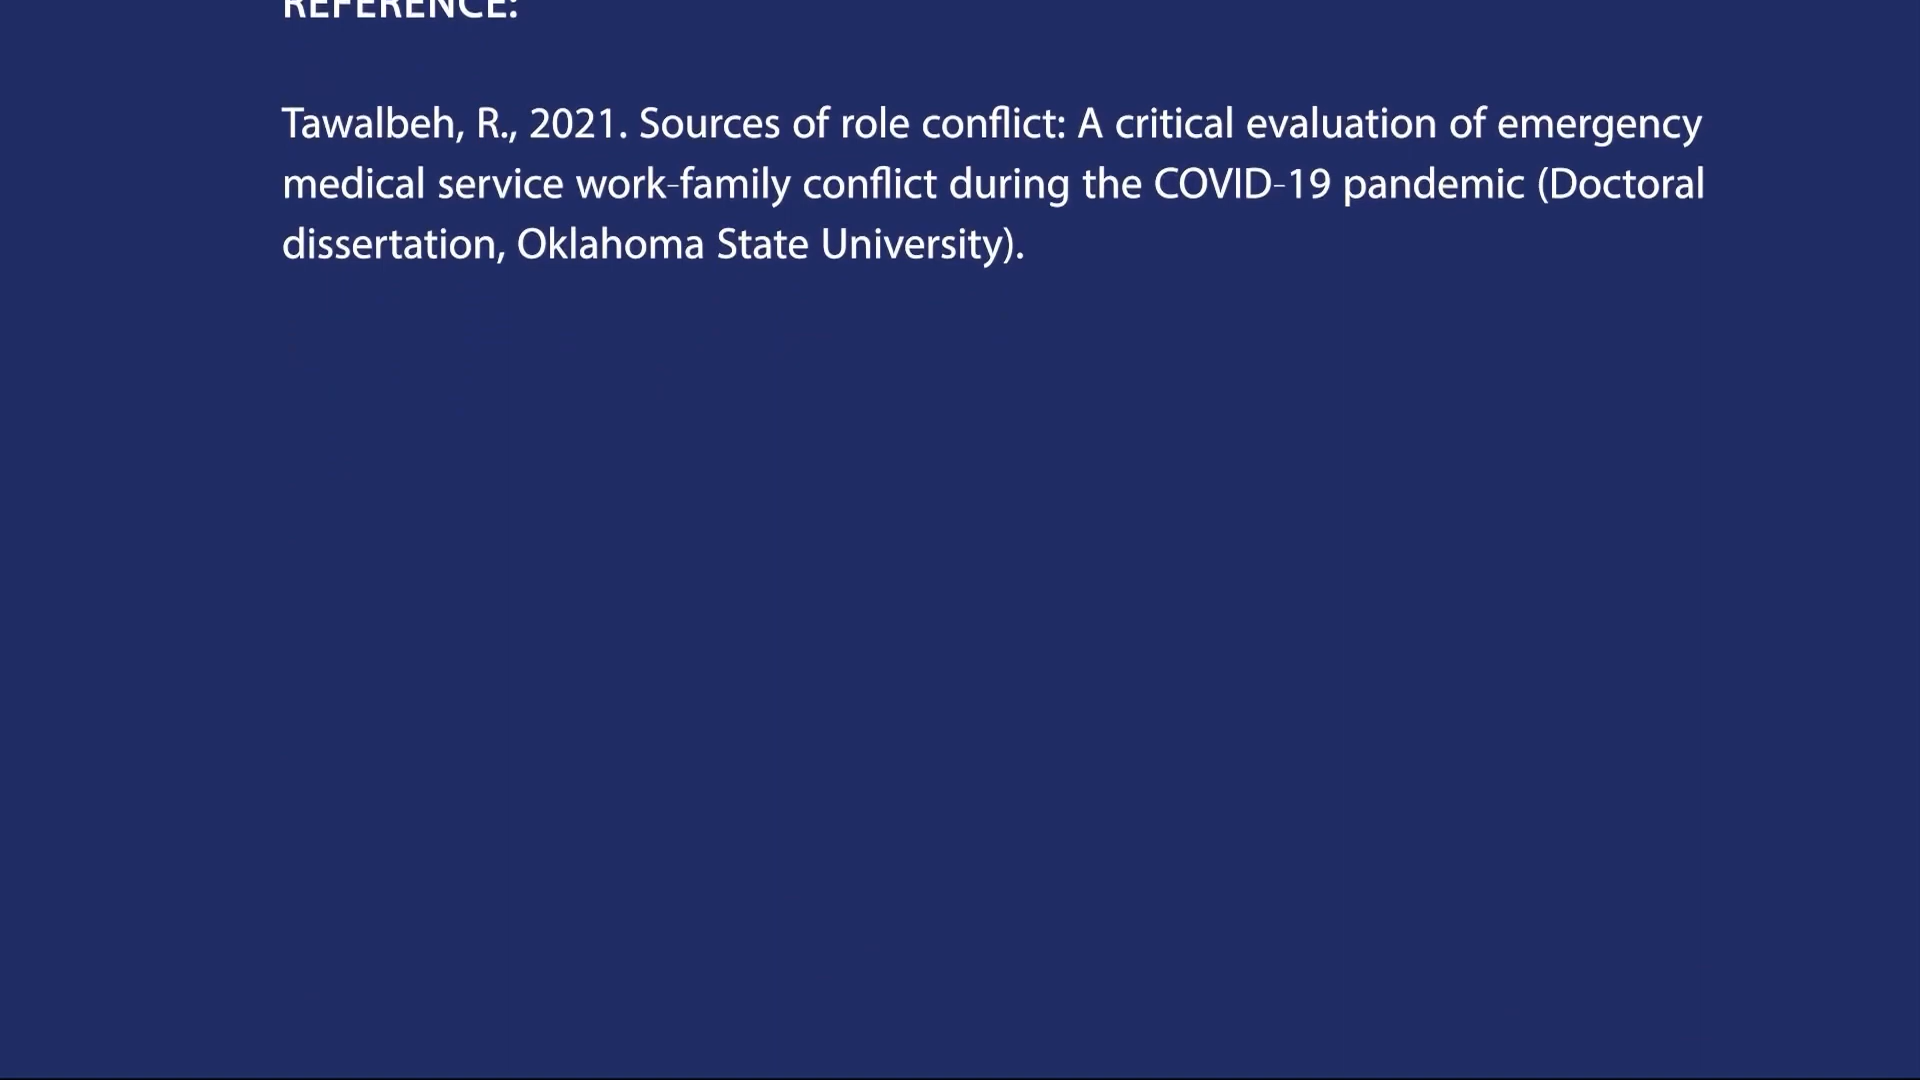 REFERENCE:
Tawalbeh, R., 2021. Sources of role conflict: A critical evaluation of emergency
medical service work-family conflict during the COVID-19 pandemic (Doctoral
dissertation, Oklahoma State University).